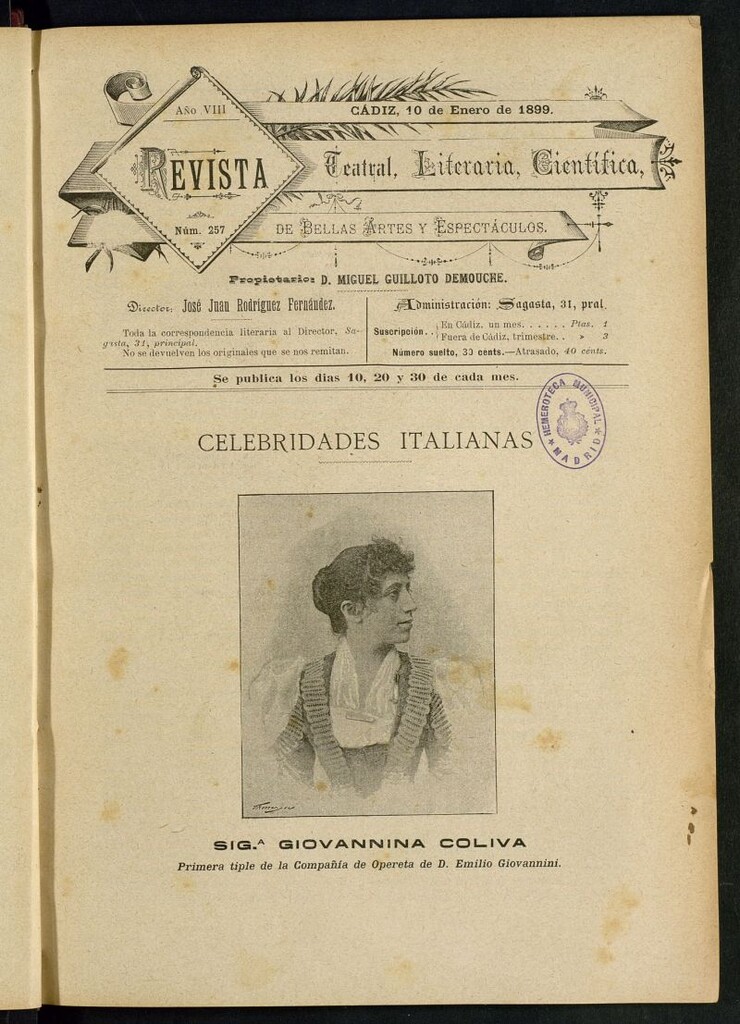 Año VIII
CÁDIZ, 10 de Enero de 1899.
REVISTA
Teatral, Literaria, Científica,
Núm. 257
DE BELLAS ARTES Y ESPECTÁCULOS.
Propietario: D. MIGUEL GUILLOTO DEMOUCHE.
Director: José Juan Rodríguez Fernández.
Toda la correspondencia literaria al Director, Sa-
gasta, 31, principal.
No se devuelven los originales que se nos remitan.
Administración: Sagasta, 31, pral.
Suscripción. . En Cádiz, un mes. . . . . . Ptas. 1
Fuera de Cádiz, trimestre. . » 3
Número suelto, 30 cents.—Atrasado, 40 cents.
Se publica los dias 10, 20 y 30 de cada mes.
HEMEROTECA MUNICIPAL
MADRID
CELEBRIDADES ITALIANAS
SIG.A GIOVANNINA COLIVA
Primera tiple de la Compañía de Opereta de D. Emilio Giovannini.